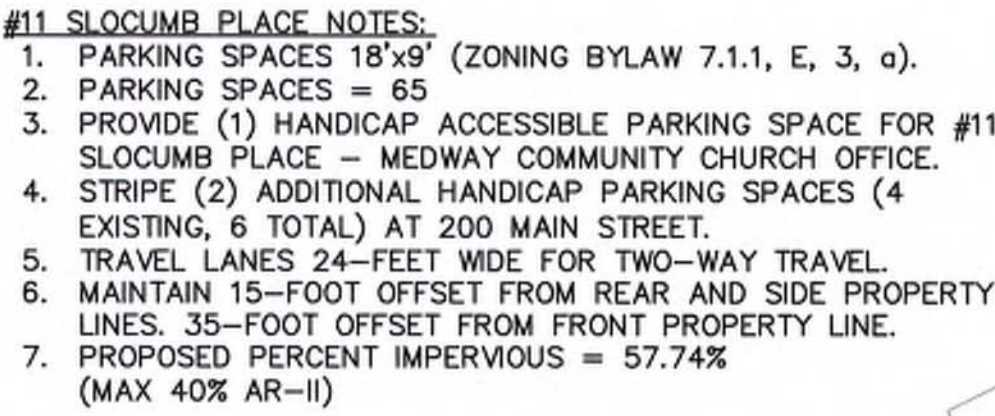 #11 SLOCUMB PLACE NOTES:
1. PARKING SPACES 18'x9' (ZONING BYLAW 7.1.1, E, 3, a).
2. PARKING SPACES = 65
3. PROVIDE (1) HANDICAP ACCESSIBLE PARKING SPACE FOR #11
SLOCUMB PLACE – MEDWAY COMMUNITY CHURCH OFFICE.
4. STRIPE (2) ADDITIONAL HANDICAP PARKING SPACES (4
EXISTING, 6 TOTAL) AT 200 MAIN STREET.
5. TRAVEL LANES 24–FEET WIDE FOR TWO–WAY TRAVEL.
6. MAINTAIN 15–FOOT OFFSET FROM REAR AND SIDE PROPERTY
LINES. 35–FOOT OFFSET FROM FRONT PROPERTY LINE.
7. PROPOSED PERCENT IMPERVIOUS = 57.74%
(MAX 40% AR–II)